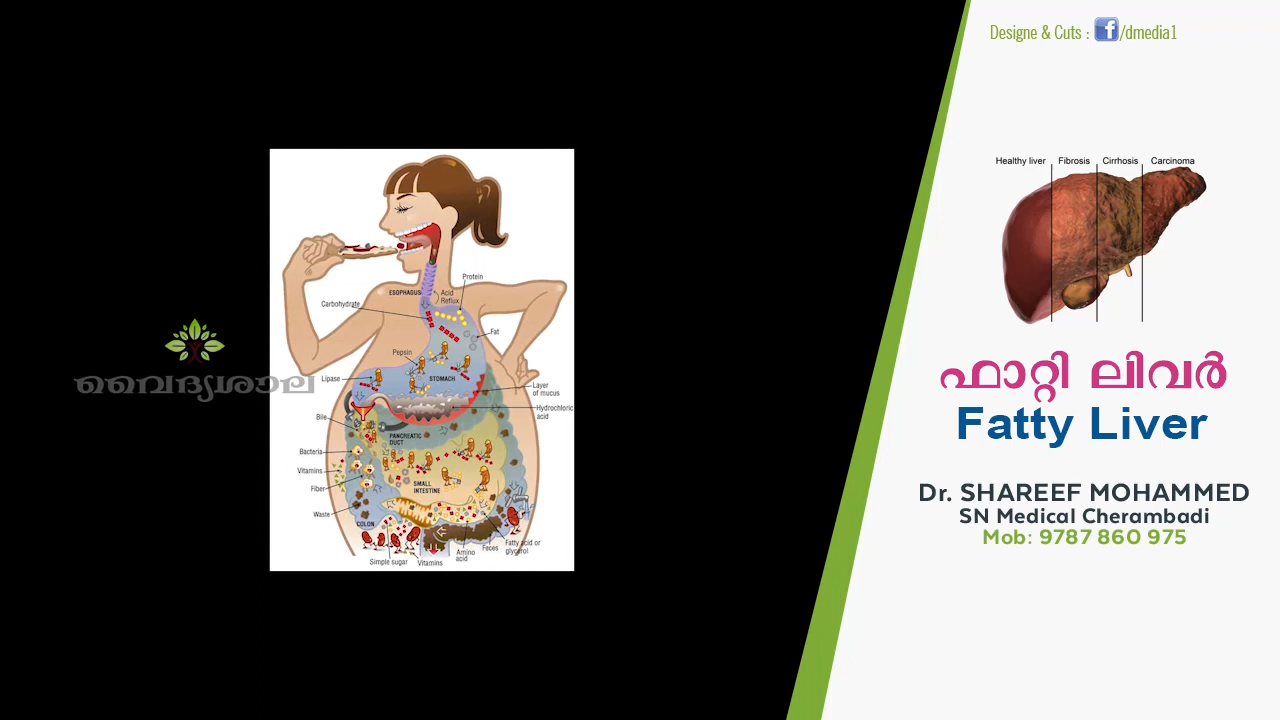 Designe & Cuts : f/dmedia1
Healthy liver Fibrosis Cirrhosis Carcinoma
ഫാറ്റി ലിവർ
Fatty Liver
Dr. SHAREEF MOHAMMED
SN Medical Cherambadi
Mob: 9787 860 975
വൈദ്യശാല
Protein
ESOPHAGUS
Acid
Reflux
Carbohydrate
Fat
Pepsin
Lipase
STOMACH
Layer
of mucus
Hydrochloric
acid
Bile
PANCREATIC
DUCT
Bacteria
Vitamins
Fiber
SMALL
INTESTINE
Waste
COLON
Simple sugar
Vitamins
Amino
acid
Feces
Fatty acid or
glycerol